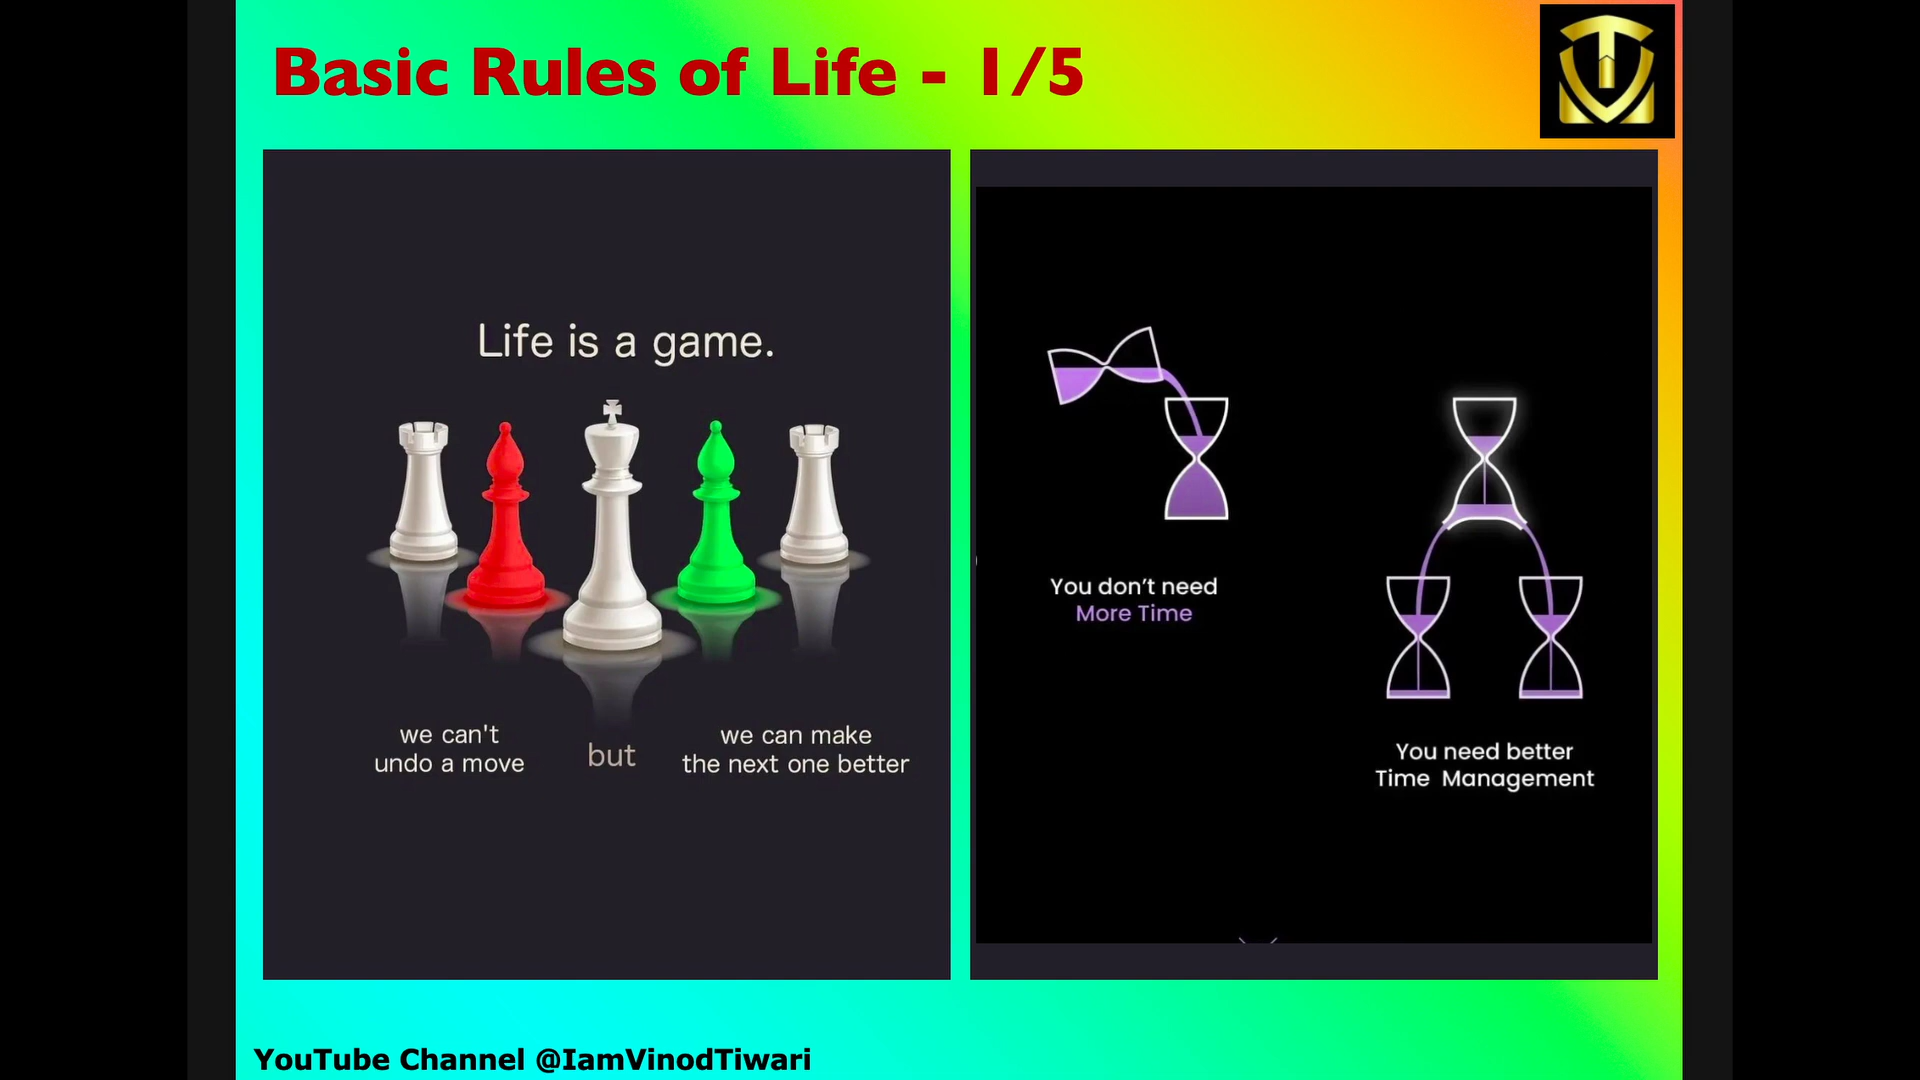 Basic Rules of Life - 1/5
Life is a game.
we can't
undo a move
but
we can make
the next one better
You don’t need
More Time
You need better
Time Management
YouTube Channel @IamVinodTiwari